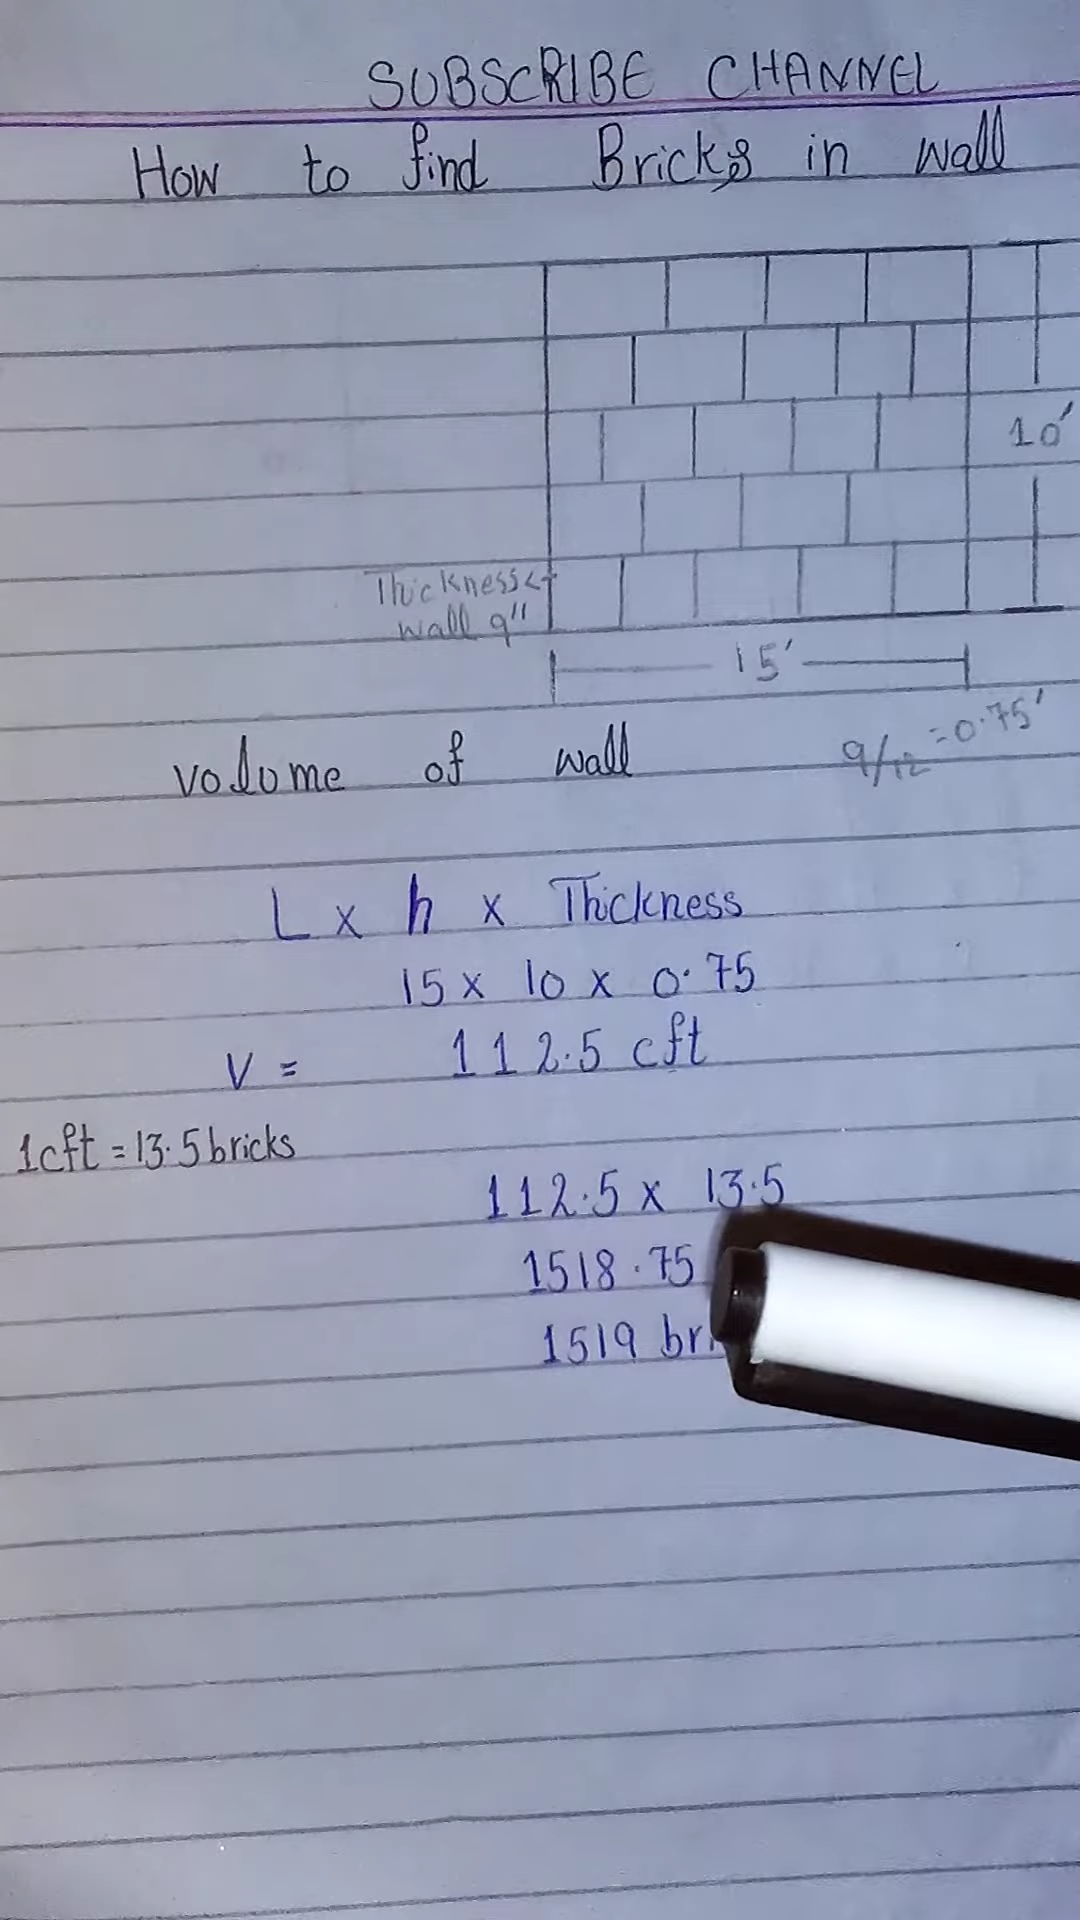 SUBSCRIBE CHANNEL
How to find Bricks in wall
10'
Thickness
wall 9"
15'
9/12 = 0.75'
volume of wall
L x h x Thickness
15 x 10 x 0.75
V = 112.5 cft
1cft = 13.5 bricks
112.5 x 13.5
1518.75
1519